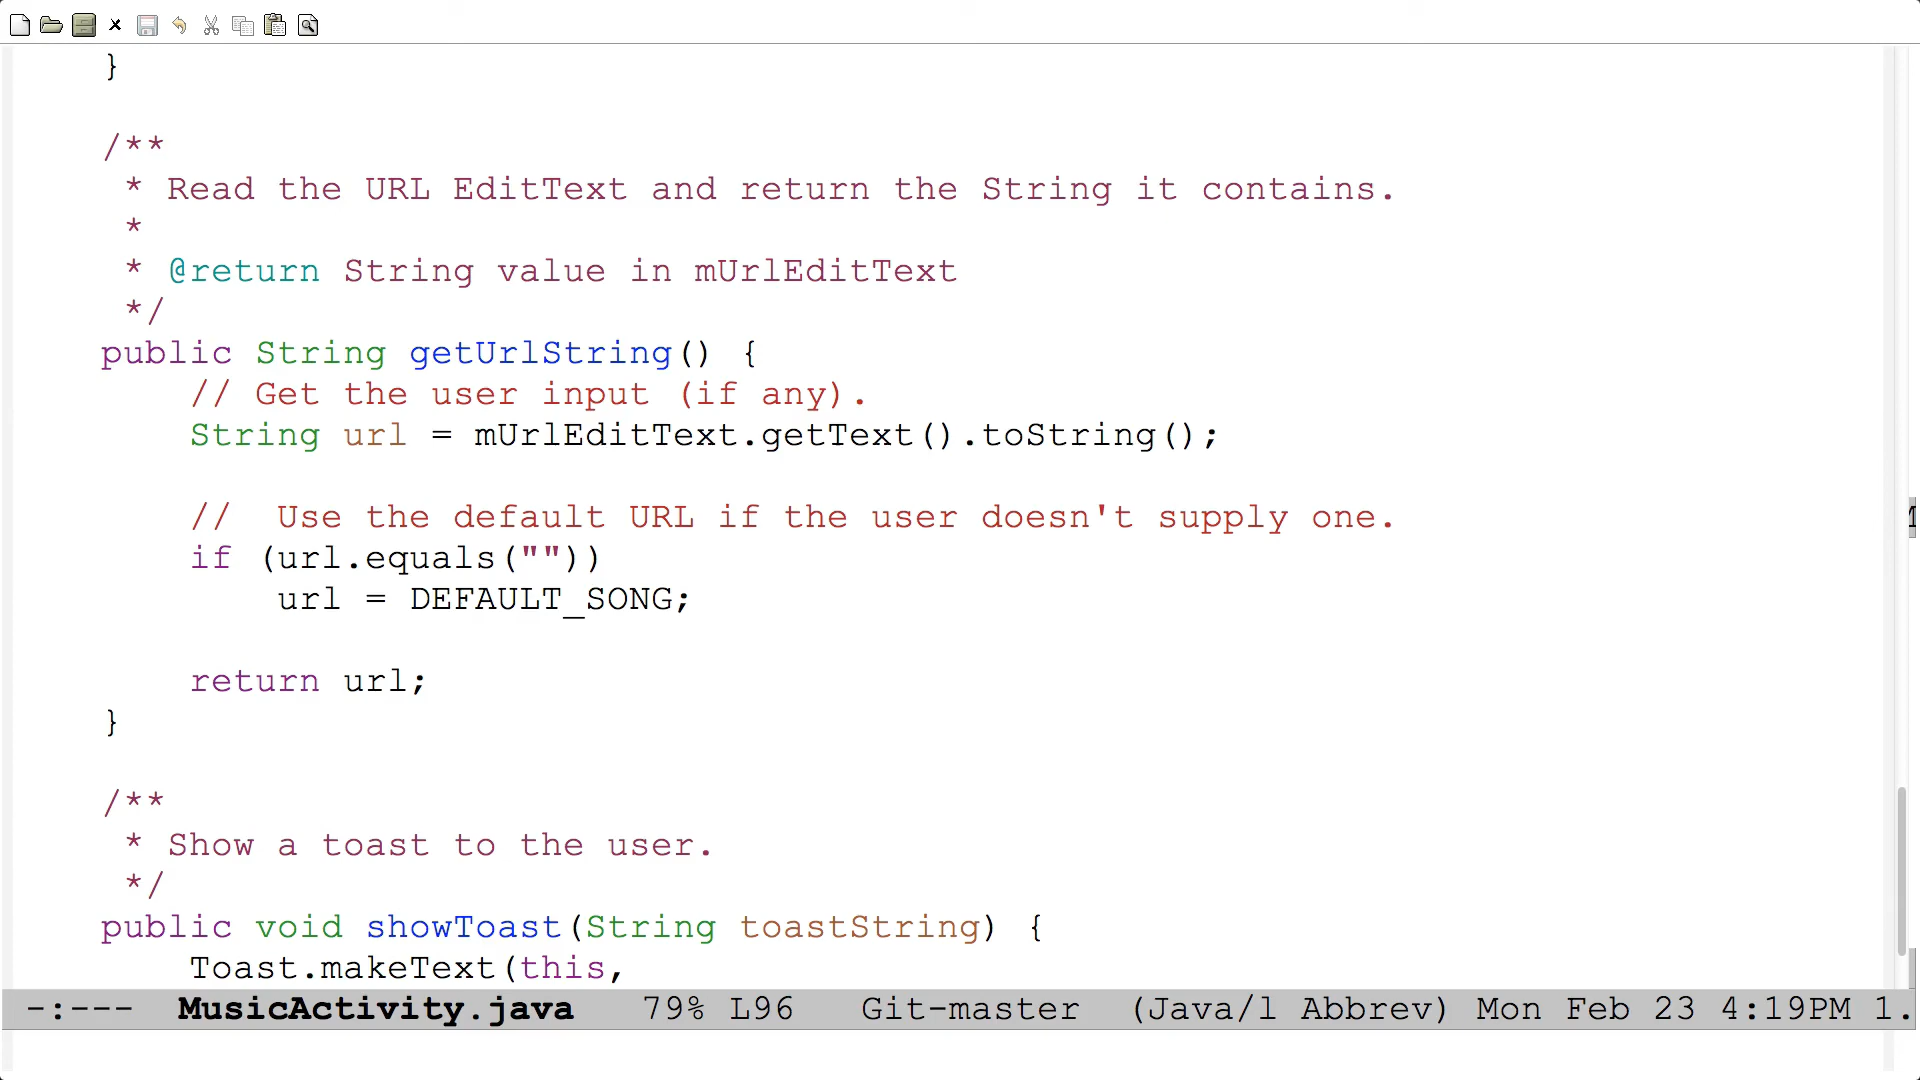 }
/**
* Read the URL EditText and return the String it contains.
*
* @return String value in mUrlEditText
*/
public String getUrlString() {
// Get the user input (if any).
String url = mUrlEditText.getText().toString();
//  Use the default URL if the user doesn't supply one.
if (url.equals(""))
url = DEFAULT_SONG;
return url;
}
/**
* Show a toast to the user.
*/
public void showToast(String toastString) {
Toast.makeText(this,
-:---  MusicActivity.java   79% L96   Git-master  (Java/l Abbrev) Mon Feb 23 4:19PM 1.